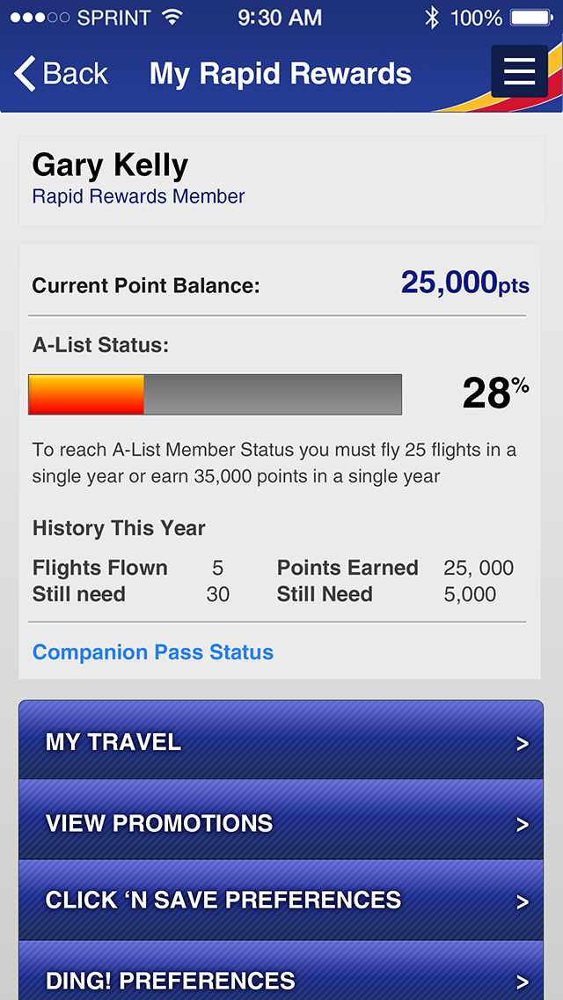 SPRINT 9:30 AM 100%
Back My Rapid Rewards
Gary Kelly
Rapid Rewards Member
Current Point Balance: 25,000pts
A-List Status:
28%
To reach A-List Member Status you must fly 25 flights in a
single year or earn 35,000 points in a single year
History This Year
Flights Flown 5 Points Earned 25, 000
Still need 30 Still Need 5,000
Companion Pass Status
MY TRAVEL >
VIEW PROMOTIONS >
CLICK ‘N SAVE PREFERENCES >
DING! PREFERENCES >